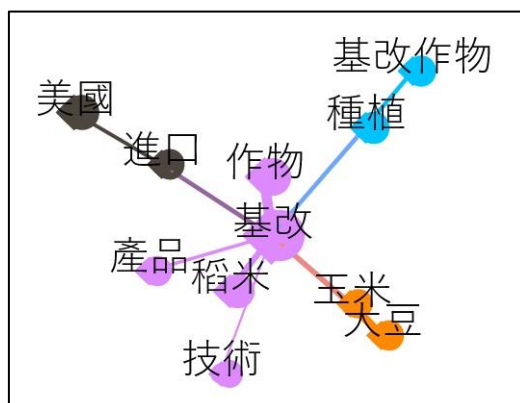 基改作物
美國
種植
進口
作物
基改
產品
稻米
玉米
大豆
技術